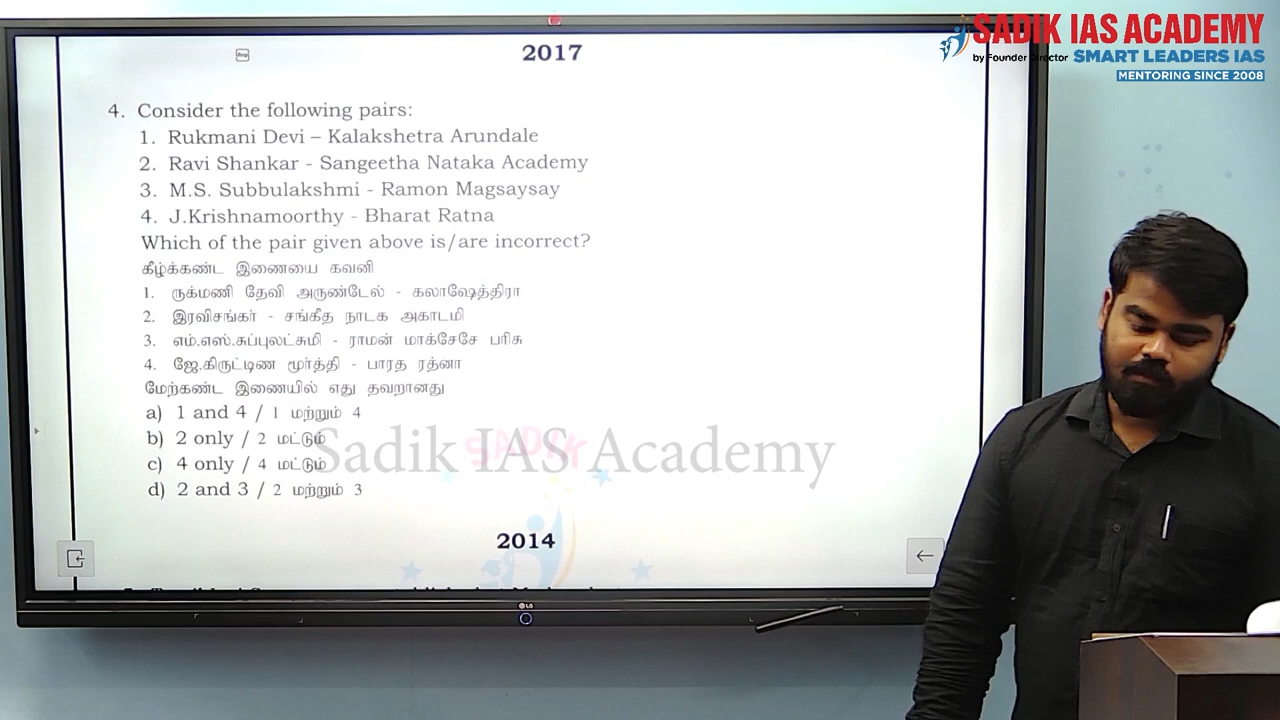 SADIK IAS ACADEMY
by Founder Director SMART LEADERS IAS
MENTORING SINCE 2008
2017
4. Consider the following pairs:
1. Rukmani Devi – Kalakshetra Arundale
2. Ravi Shankar - Sangeetha Nataka Academy
3. M.S. Subbulakshmi - Ramon Magsaysay
4. J.Krishnamoorthy - Bharat Ratna
Which of the pair given above is/are incorrect?
கீழ்க்கண்ட இணையை கவனி
1. ருக்மணி தேவி அருண்டேல் - கலாஷேத்திரா
2. இரவிசங்கர் - சங்கீத நாடக அகாடமி
3. எம்.எஸ்.சுப்புலட்சுமி - ராமன் மாக்சேசே பரிசு
4. ஜே.கிருட்டிண மூர்த்தி - பாரத ரத்னா
மேற்கண்ட இணையில் எது தவறானது
a) 1 and 4 / 1 மற்றும் 4
b) 2 only / 2 மட்டும்
c) 4 only / 4 மட்டும்
d) 2 and 3 / 2 மற்றும் 3
Sadik IAS Academy
SADIK
2014
LG